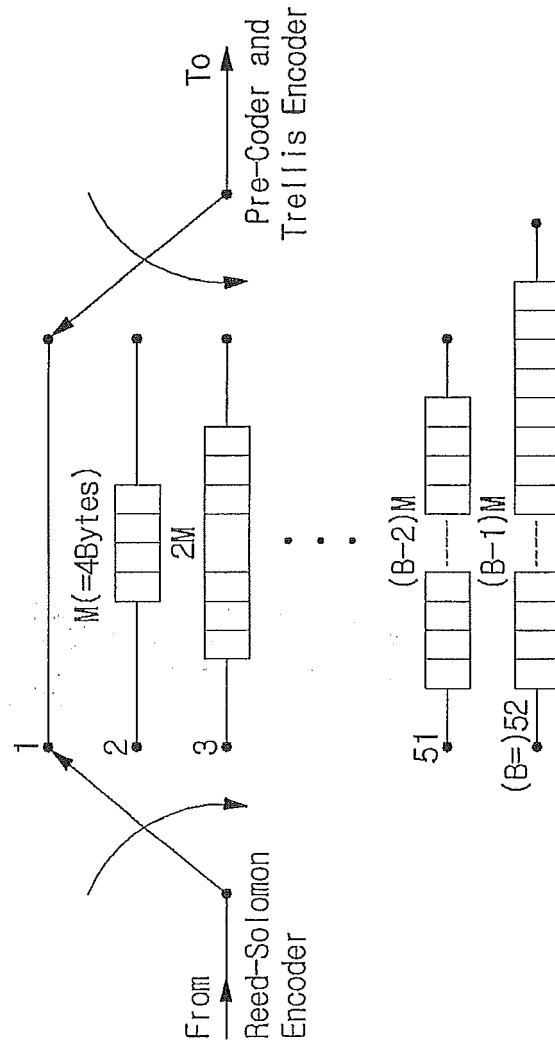 From
Reed-Solomon
Encoder
1
2
M(=4Bytes)
3
2M
51
(B-2)M
(B=)52
(B-1)M
To
Pre-Coder and
Trellis Encoder